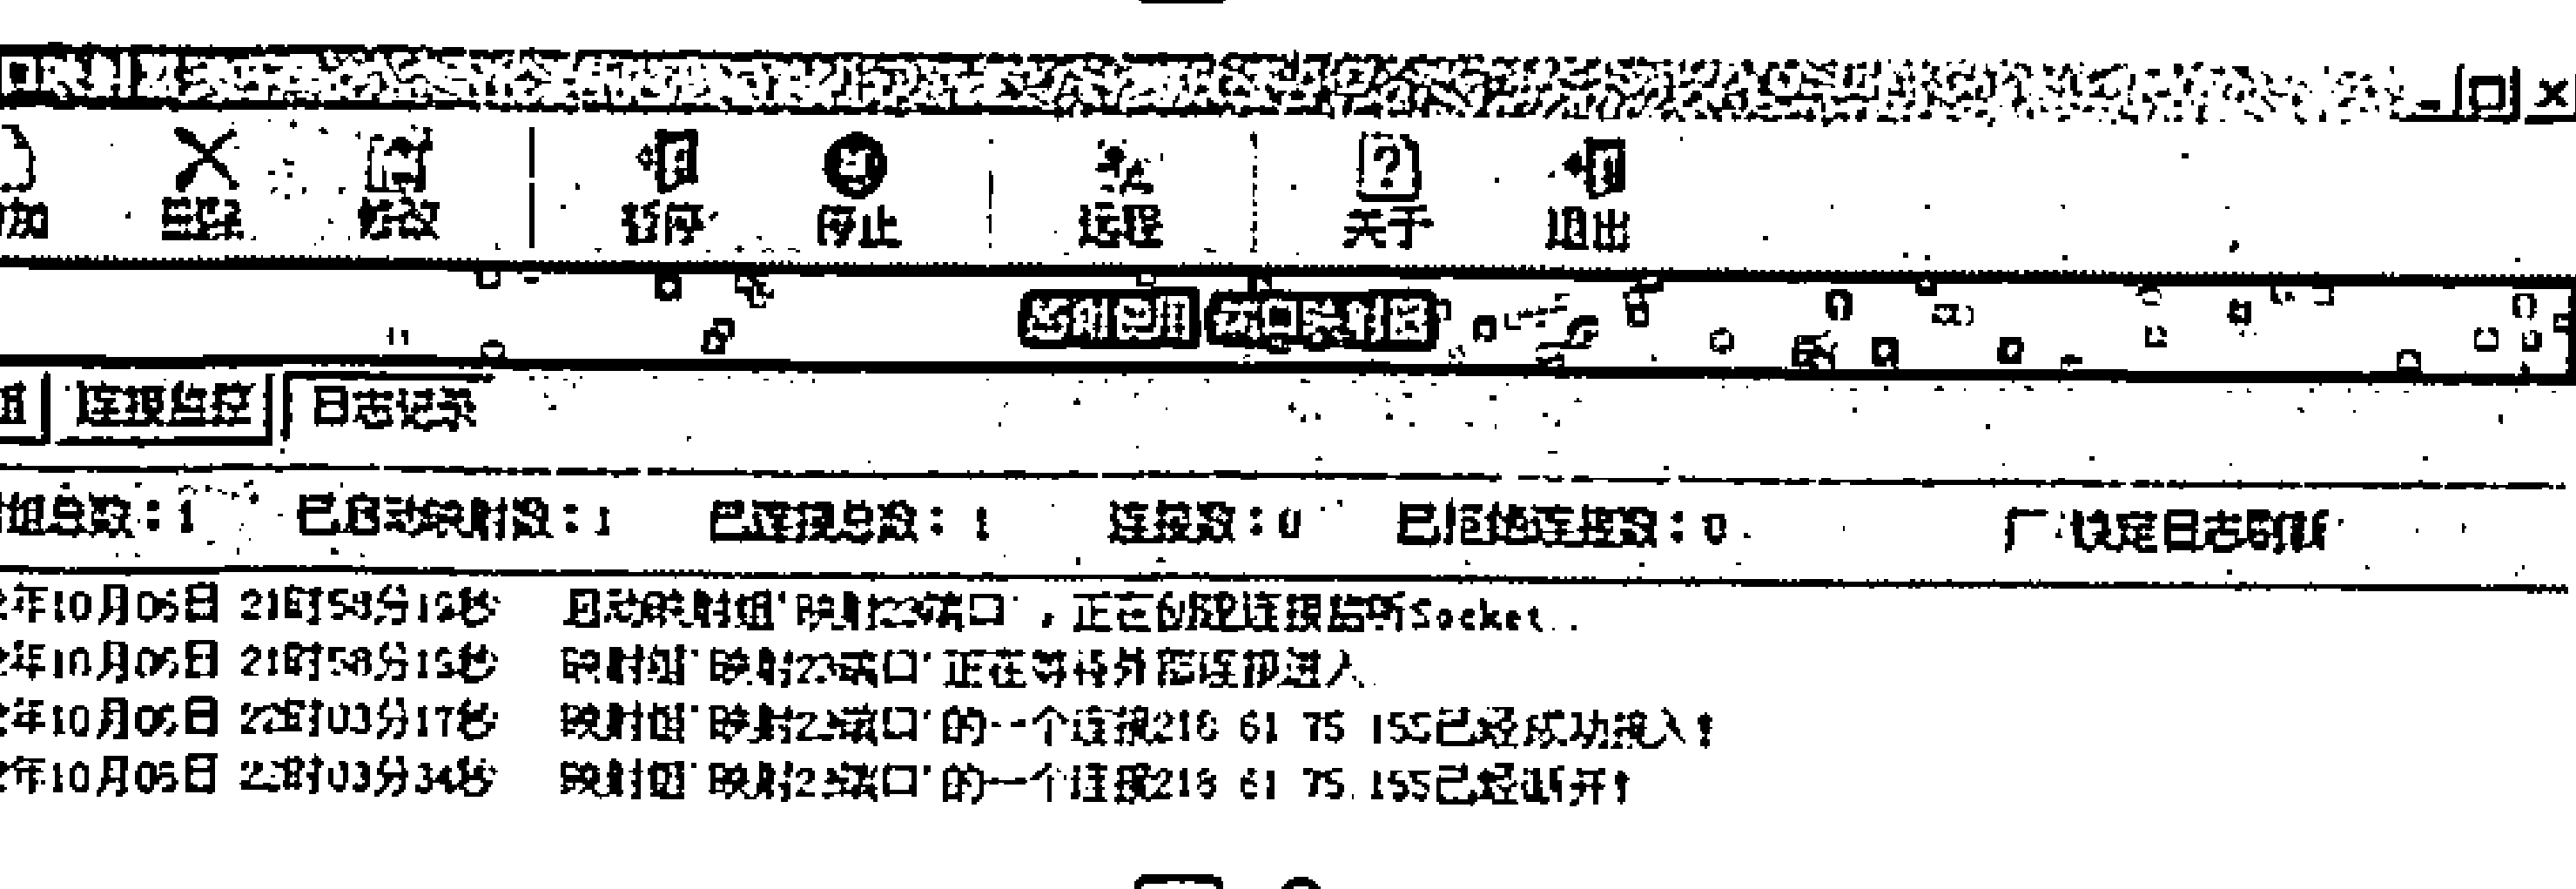 加 删除 修改 暂停 停止 远程 关于 退出
组 连接监控 日志记录
组总数：1 已启动映射数：1 已连接总数：1 连接数：0 已拒绝连接数：0 锁定日志刷新
年10月06日 21时58分15秒 启动映射组'映射23端口'，正在创建连接监听Socket..
年10月06日 21时58分15秒 映射组'映射23端口'正在等待外部连接进入.
年10月06日 22时03分17秒 映射组'映射23端口'的一个连接218.61.75.155已经成功接入！
年10月06日 22时03分34秒 映射组'映射23端口'的一个连接218.61.75.155已经断开！